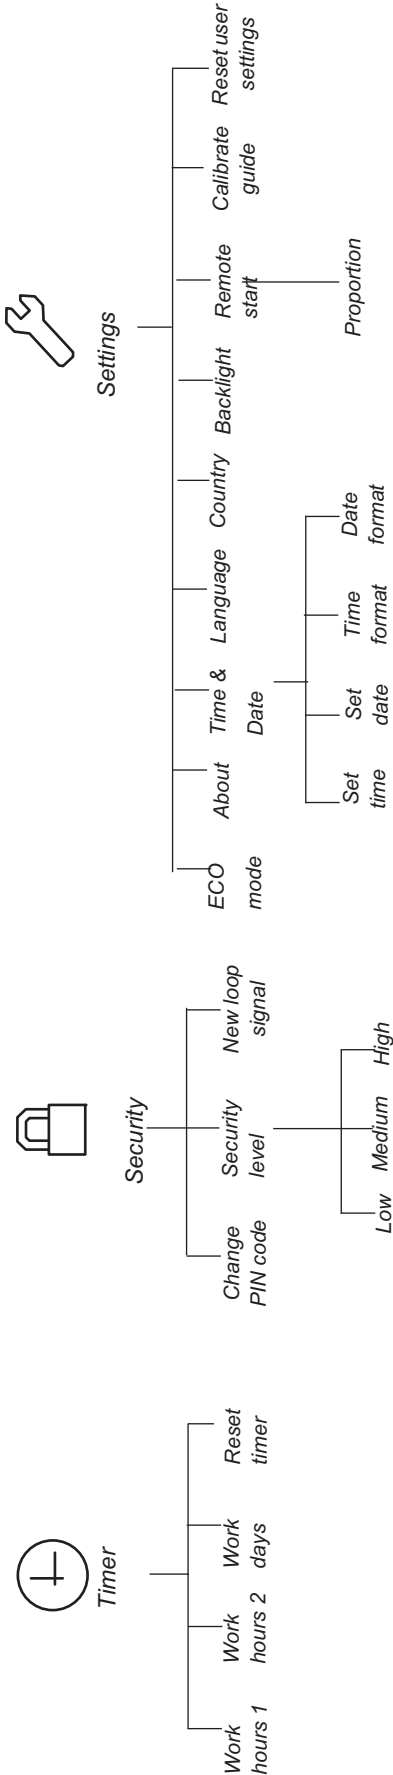 Timer
Work
hours 1
Work
hours 2
Work
days
Reset
timer
Security
Change
PIN code
Security
level
New loop
signal
Low
Medium
High
Settings
ECO
mode
About
Time &
Date
Language
Country
Backlight
Remote
start
Calibrate
guide
Reset user
settings
Set
time
Set
date
Time
format
Date
format
Proportion